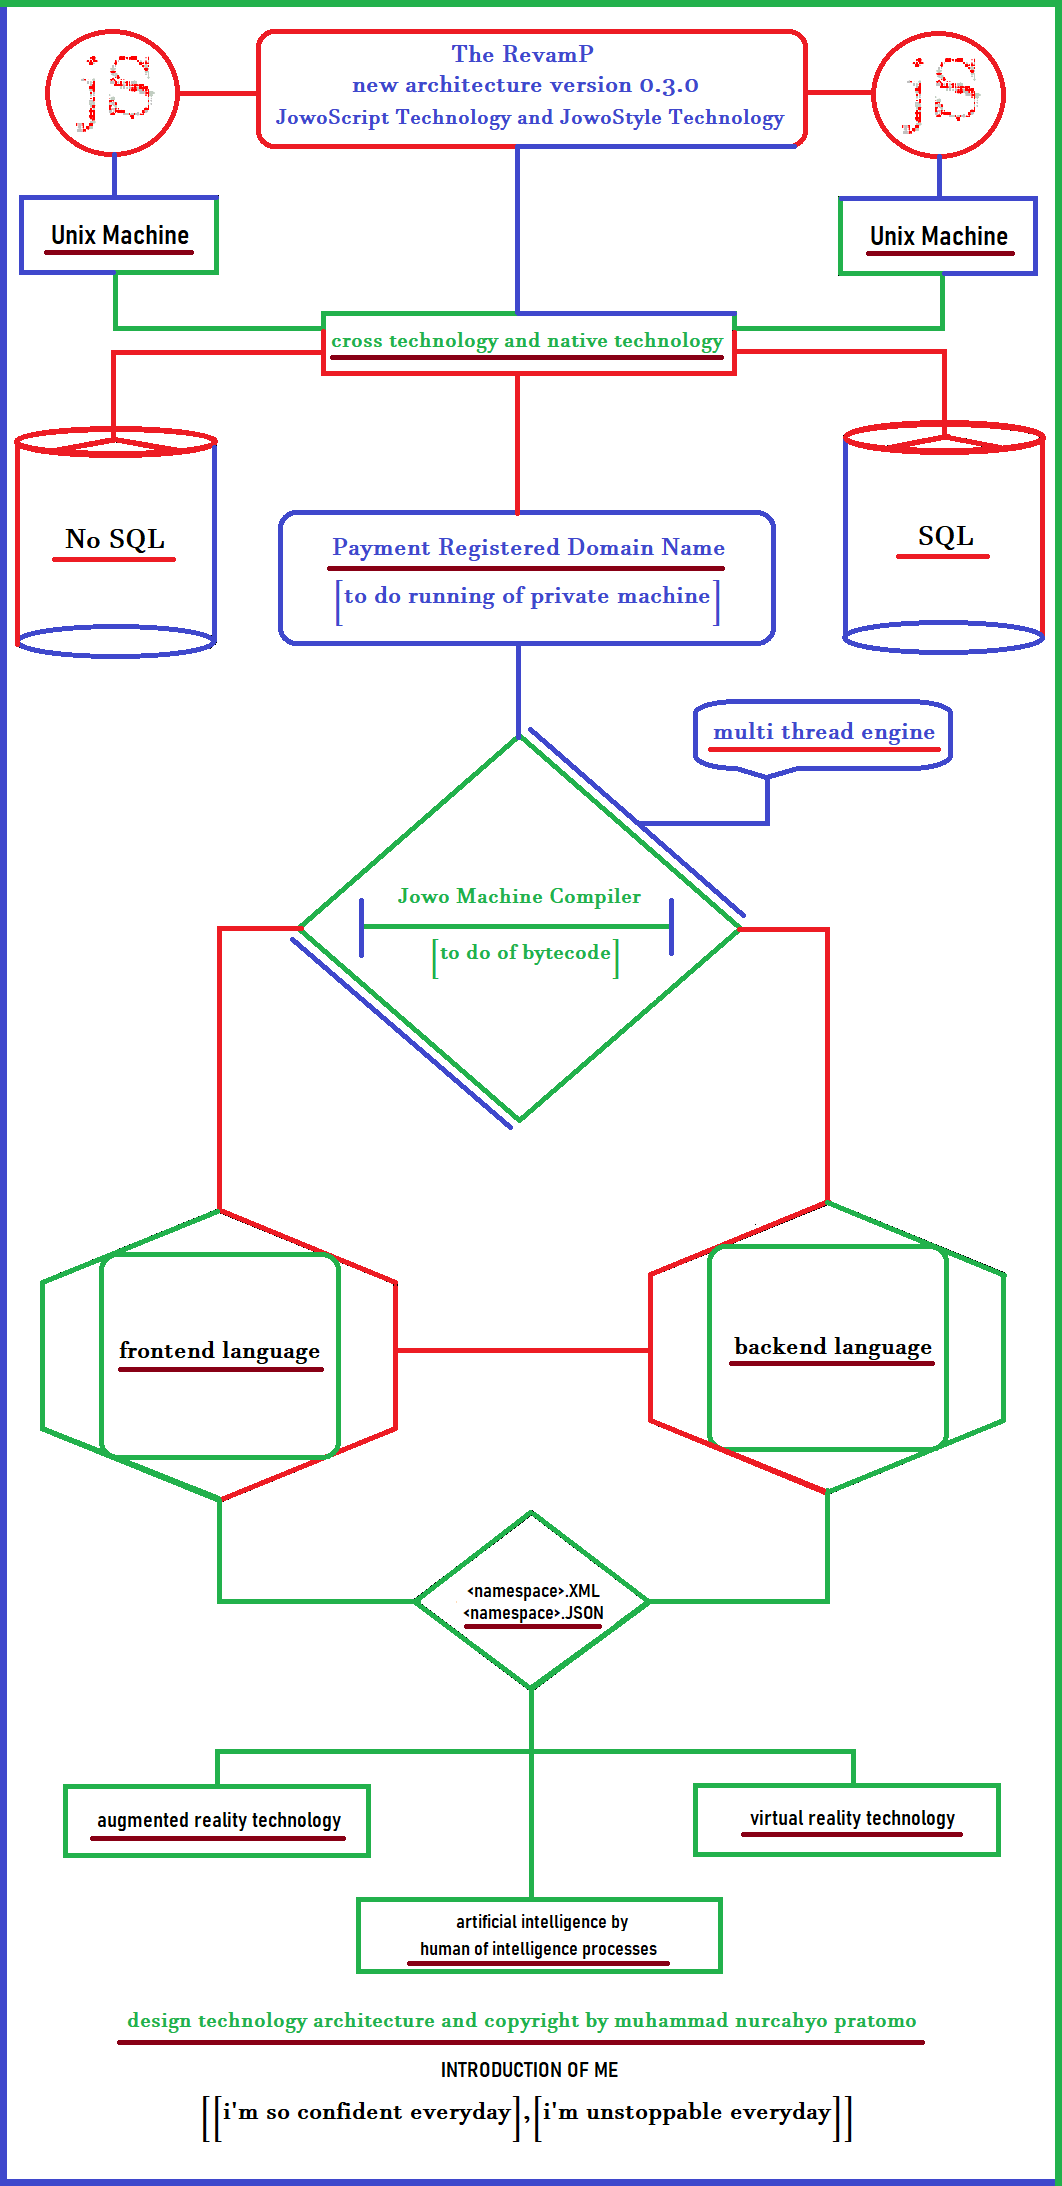 The RevamP
new architecture version 0.3.0
JowoScript Technology and JowoStyle Technology
jS
jS
Unix Machine
Unix Machine
cross technology and native technology
No SQL
SQL
Payment Registered Domain Name
[to do running of private machine]
multi thread engine
Jowo Machine Compiler
[to do of bytecode]
frontend language
backend language
<namespace>.XML
<namespace>.JSON
augmented reality technology
virtual reality technology
artificial intelligence by
human of intelligence processes
design technology architecture and copyright by muhammad nurcahyo pratomo
INTRODUCTION OF ME
[[i'm so confident everyday],[i'm unstoppable everyday]]